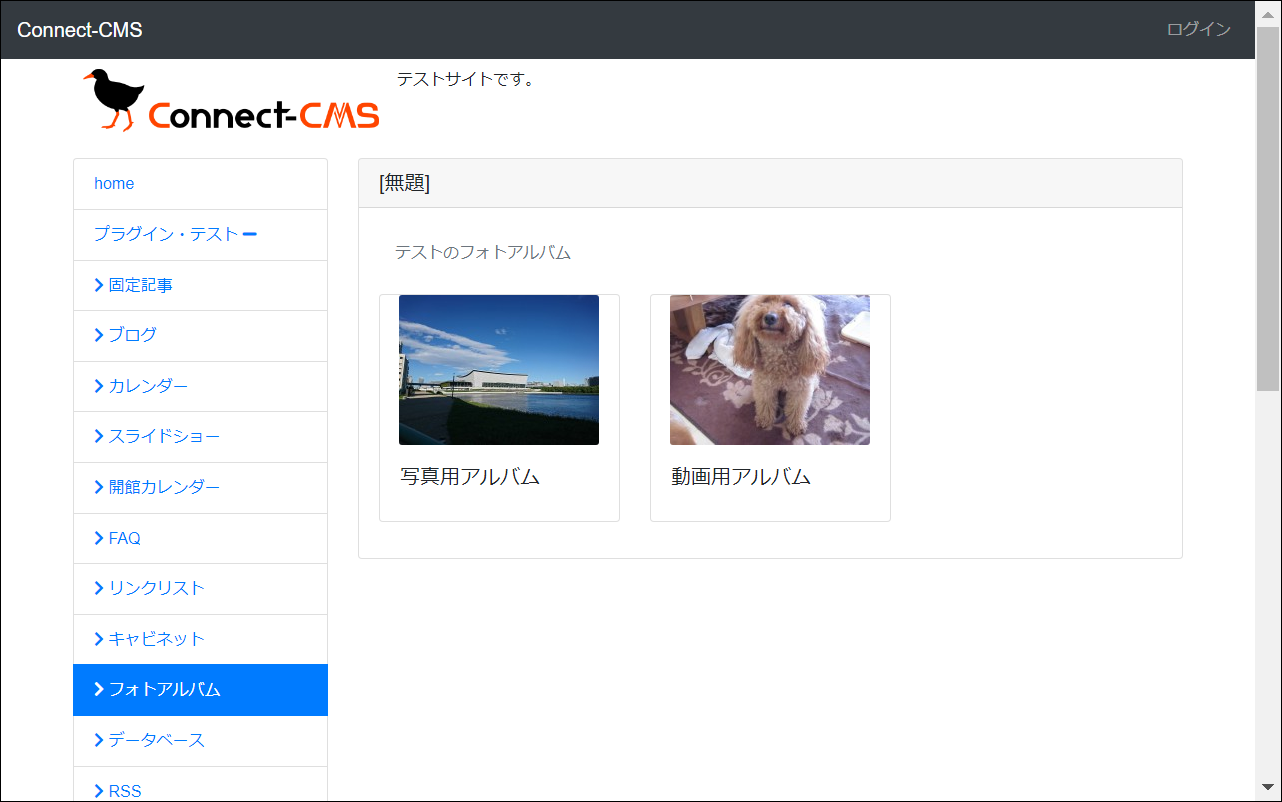 Connect-CMS
ログイン
Connect-CMS
テストサイトです。
home
プラグイン・テスト
固定記事
ブログ
カレンダー
スライドショー
開館カレンダー
FAQ
リンクリスト
キャビネット
フォトアルバム
データベース
RSS
[無題]
テストのフォトアルバム
写真用アルバム
動画用アルバム